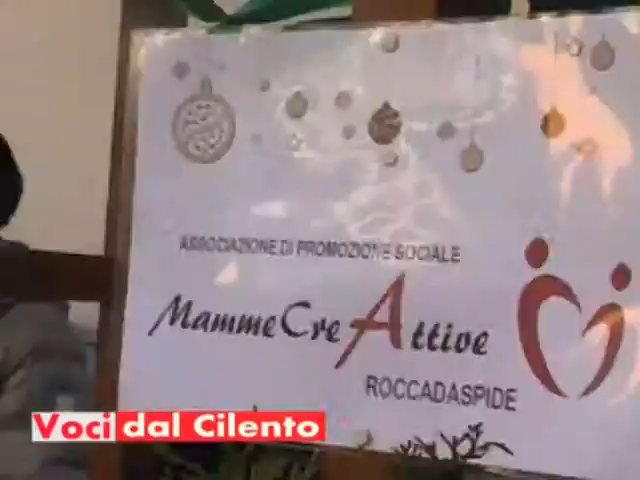 ASSOCIAZIONE DI PROMOZIONE SOCIALE
MammeCreAttive
ROCCADASPIDE
Voci dal Cilento